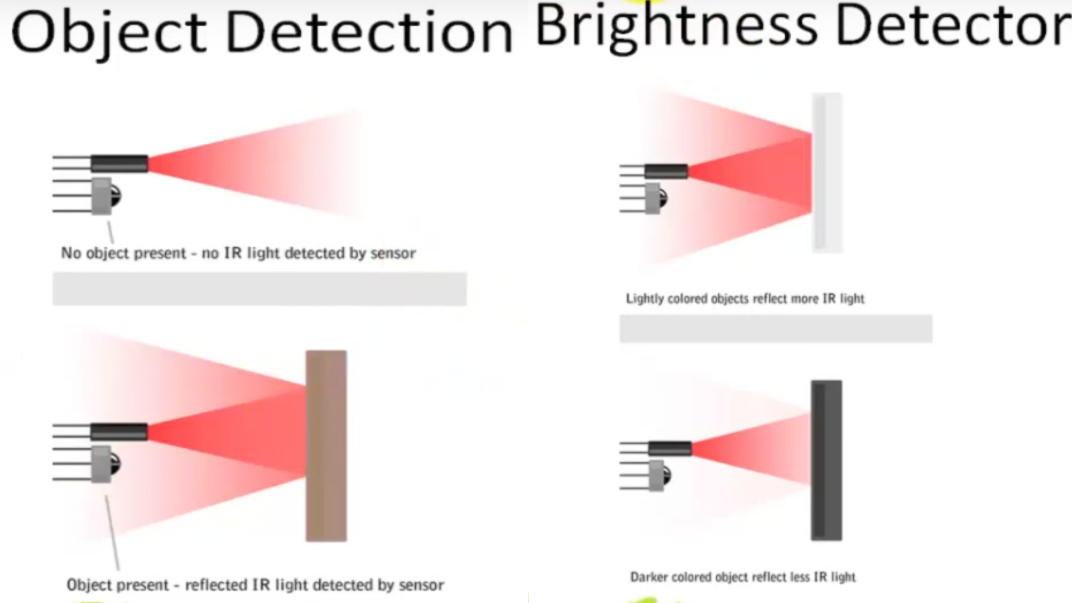 Object Detection
No object present - no IR light detected by sensor
Object present - reflected IR light detected by sensor
Brightness Detector
Lightly colored objects reflect more IR light
Darker colored object reflect less IR light